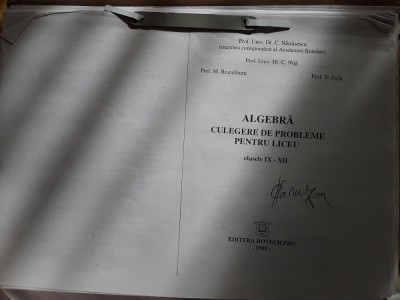 Prof. Univ. Dr. C. Năstăsescu
(membru corespondent al Academiei Române)
Prof. Univ. Dr. C. Niță
Prof. M. Brandiburu
Prof. D. Joița
ALGEBRĂ
CULEGERE DE PROBLEME
PENTRU LICEU
clasele IX - XII
EDITURA ROTECH PRO
- 1999 -